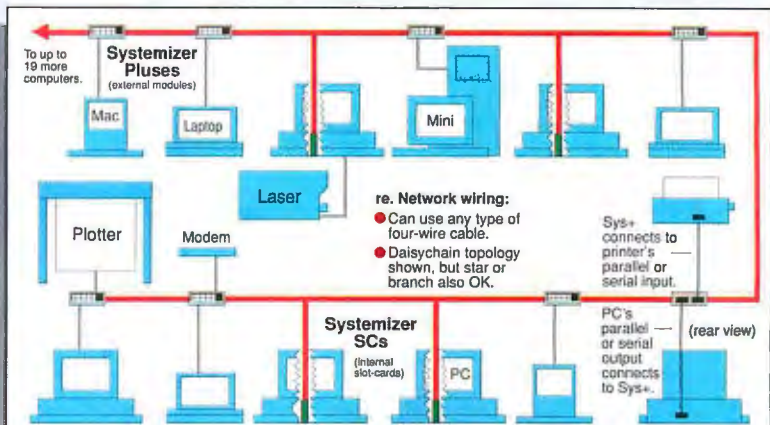 To up to
19 more
computers.
Systemizer
Pluses
(external modules)
Mac
Laptop
Mini
Laser
re. Network wiring:
Can use any type of
four-wire cable.
Daisychain topology
shown, but star or
branch also OK.
Sys+
connects to
printer's
parallel or
serial input.
Plotter
Modem
Systemizer
SCs
(internal
slot-cards)
PC
PC's
parallel
or serial
output
connects
to Sys+.
(rear view)